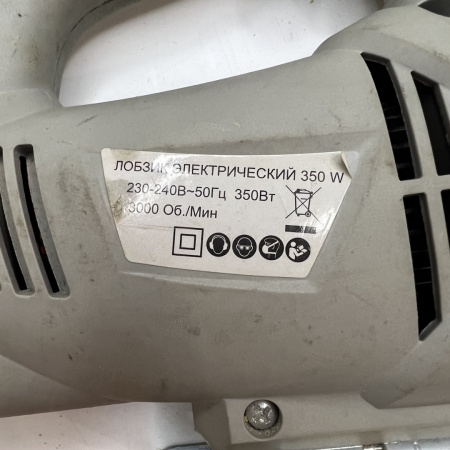 ЛОБЗИК ЭЛЕКТРИЧЕСКИЙ 350 W
230-240В~50Гц 350Вт
3000 Об./Мин